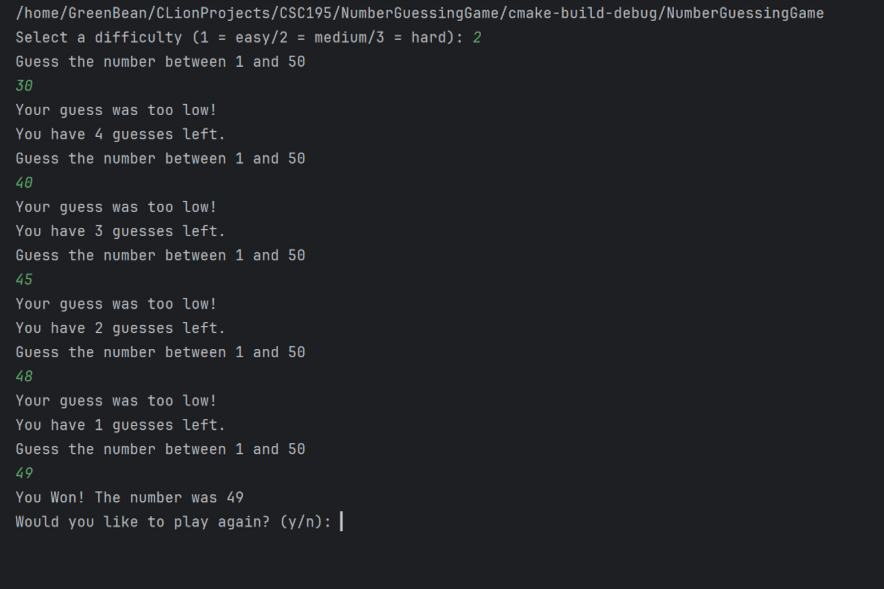 /home/GreenBean/CLionProjects/CSC195/NumberGuessingGame/cmake-build-debug/NumberGuessingGame
Select a difficulty (1 = easy/2 = medium/3 = hard): 2
Guess the number between 1 and 50
30
Your guess was too low!
You have 4 guesses left.
Guess the number between 1 and 50
40
Your guess was too low!
You have 3 guesses left.
Guess the number between 1 and 50
45
Your guess was too low!
You have 2 guesses left.
Guess the number between 1 and 50
48
Your guess was too low!
You have 1 guesses left.
Guess the number between 1 and 50
49
You Won! The number was 49
Would you like to play again? (y/n):